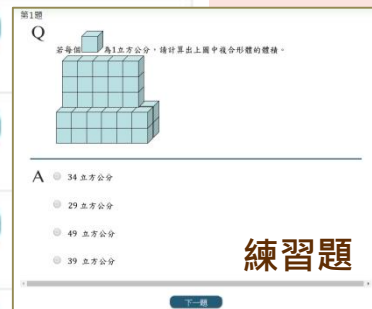 第1題
Q
若每個 為1立方公分，請計算出上圖中複合形體的體積。
A
34 立方公分
29 立方公分
49 立方公分
39 立方公分
練習題
下一題